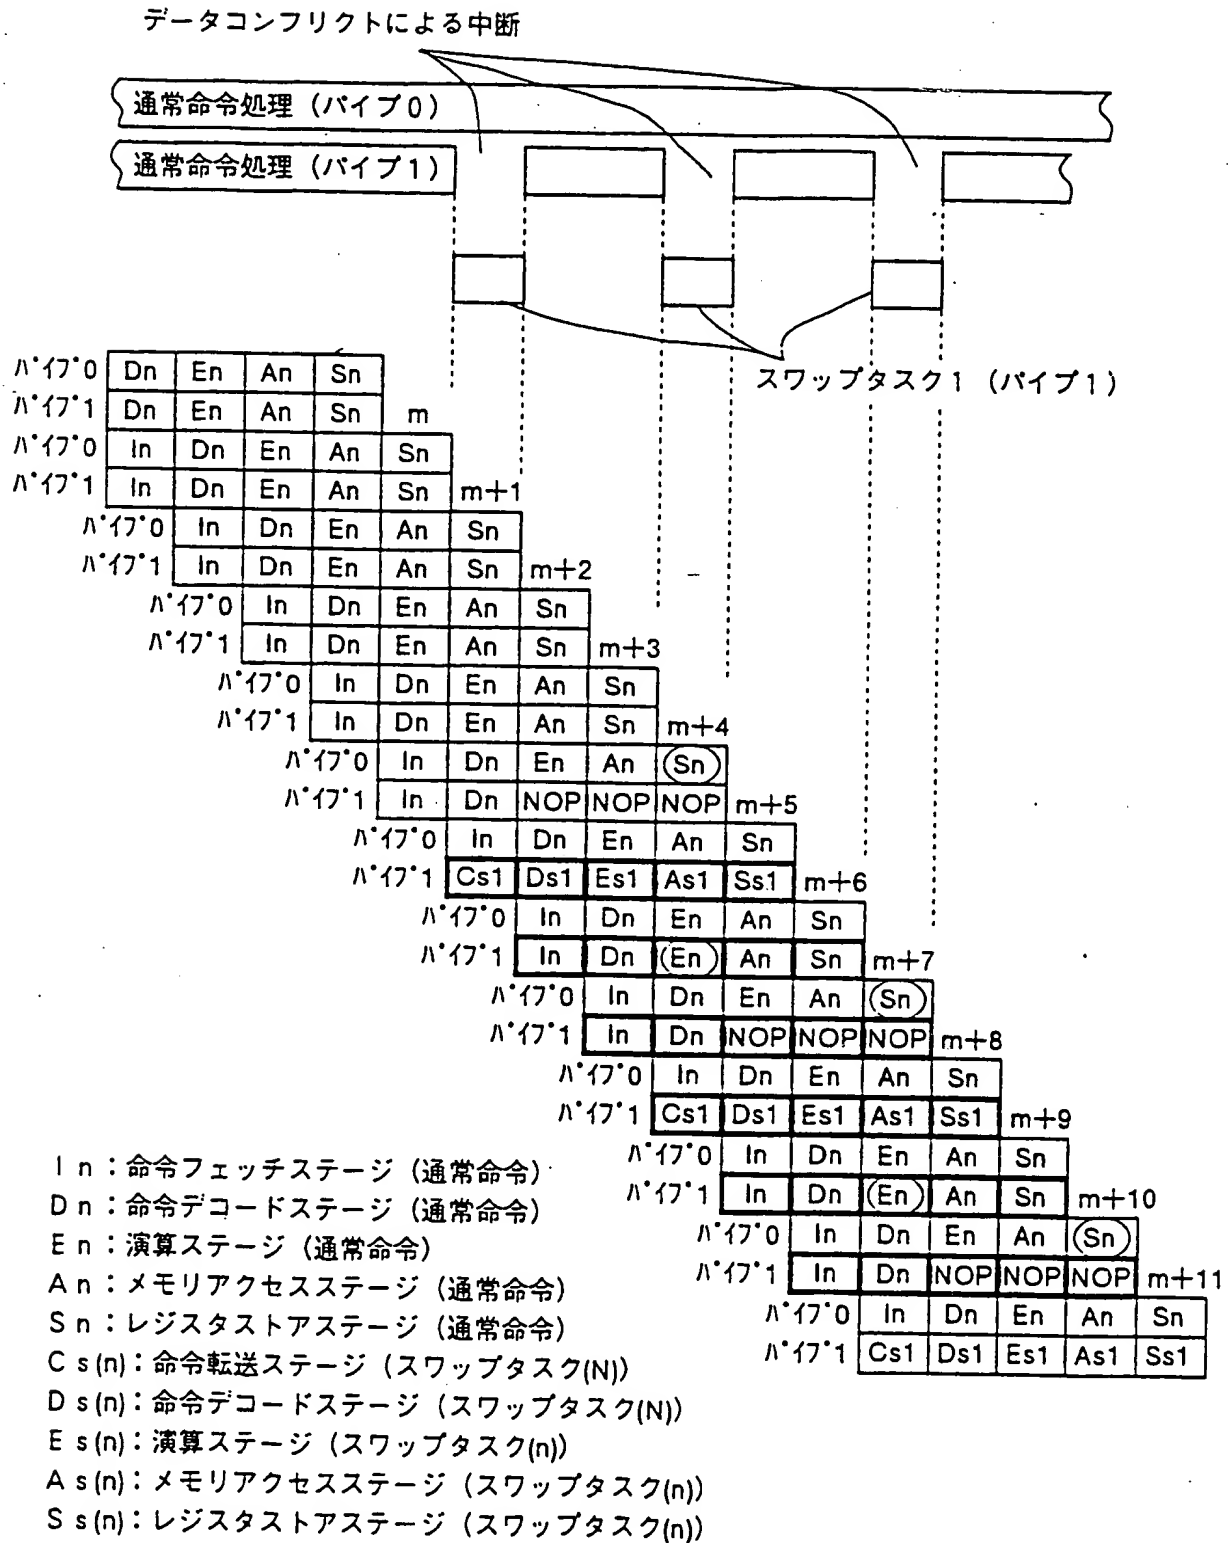 データコンフリクトによる中断
通常命令処理（パイプ０）
通常命令処理（パイプ１）
スワップタスク１（パイプ１）
ﾊﾟｲﾌﾟ0 Dn En An Sn
ﾊﾟｲﾌﾟ1 Dn En An Sn m
ﾊﾟｲﾌﾟ0 In Dn En An Sn
ﾊﾟｲﾌﾟ1 In Dn En An Sn m+1
ﾊﾟｲﾌﾟ0 In Dn En An Sn
ﾊﾟｲﾌﾟ1 In Dn En An Sn m+2
ﾊﾟｲﾌﾟ0 In Dn En An Sn
ﾊﾟｲﾌﾟ1 In Dn En An Sn m+3
ﾊﾟｲﾌﾟ0 In Dn En An Sn
ﾊﾟｲﾌﾟ1 In Dn En An Sn m+4
ﾊﾟｲﾌﾟ0 In Dn En An Sn
ﾊﾟｲﾌﾟ1 In Dn NOP NOP NOP m+5
ﾊﾟｲﾌﾟ0 In Dn En An Sn
ﾊﾟｲﾌﾟ1 Cs1 Ds1 Es1 As1 Ss1 m+6
ﾊﾟｲﾌﾟ0 In Dn En An Sn
ﾊﾟｲﾌﾟ1 In Dn En An Sn m+7
ﾊﾟｲﾌﾟ0 In Dn En An Sn
ﾊﾟｲﾌﾟ1 In Dn NOP NOP NOP m+8
ﾊﾟｲﾌﾟ0 In Dn En An Sn
ﾊﾟｲﾌﾟ1 Cs1 Ds1 Es1 As1 Ss1 m+9
ﾊﾟｲﾌﾟ0 In Dn En An Sn
ﾊﾟｲﾌﾟ1 In Dn En An Sn m+10
ﾊﾟｲﾌﾟ0 In Dn En An Sn
ﾊﾟｲﾌﾟ1 In Dn NOP NOP NOP m+11
ﾊﾟｲﾌﾟ0 In Dn En An Sn
ﾊﾟｲﾌﾟ1 Cs1 Ds1 Es1 As1 Ss1
Ｉｎ：命令フェッチステージ（通常命令）
Ｄｎ：命令デコードステージ（通常命令）
Ｅｎ：演算ステージ（通常命令）
Ａｎ：メモリアクセスステージ（通常命令）
Ｓｎ：レジスタストアステージ（通常命令）
Ｃｓ(n)：命令転送ステージ（スワップタスク(N)）
Ｄｓ(n)：命令デコードステージ（スワップタスク(N)）
Ｅｓ(n)：演算ステージ（スワップタスク(n)）
Ａｓ(n)：メモリアクセスステージ（スワップタスク(n)）
Ｓｓ(n)：レジスタストアステージ（スワップタスク(n)）